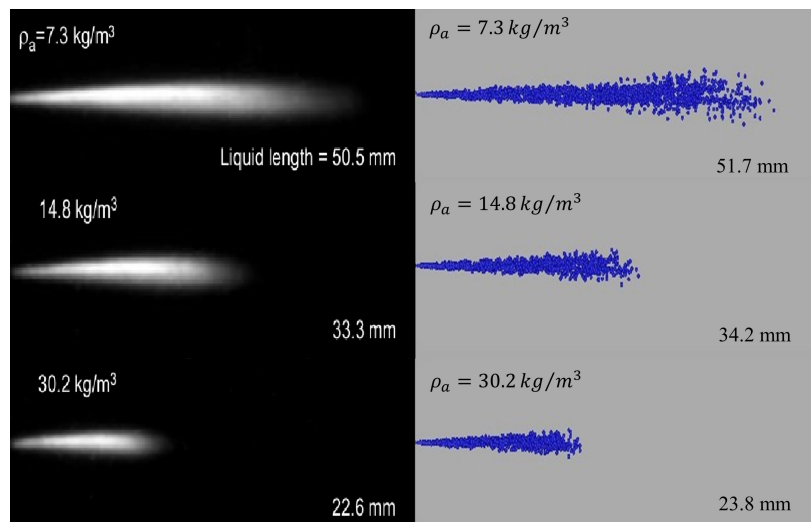 ρₐ=7.3 kg/m³
Liquid length = 50.5 mm
ρₐ = 7.3 kg/m³
51.7 mm
14.8 kg/m³
33.3 mm
ρₐ = 14.8 kg/m³
34.2 mm
30.2 kg/m³
22.6 mm
ρₐ = 30.2 kg/m³
23.8 mm